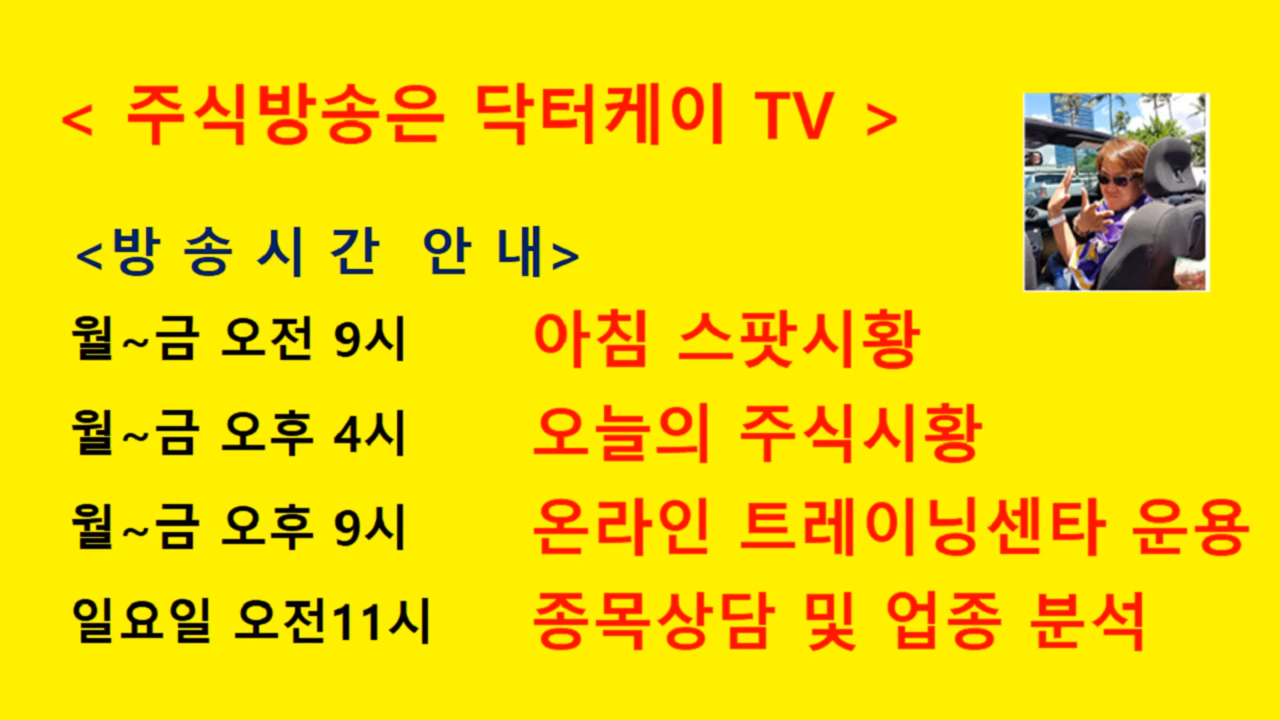 < 주식방송은 닥터케이 TV >
<방 송 시 간 안 내>
월~금 오전 9시 아침 스팟시황
월~금 오후 4시 오늘의 주식시황
월~금 오후 9시 온라인 트레이닝센타 운용
일요일 오전11시 종목상담 및 업종 분석